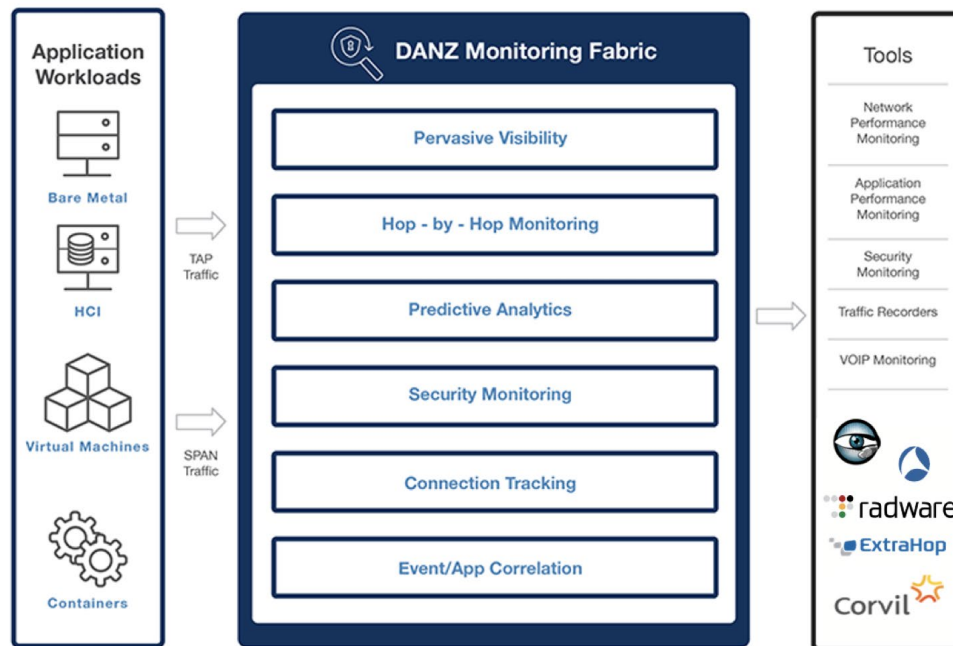 Application
Workloads
Bare Metal
HCI
Virtual Machines
Containers
TAP
Traffic
SPAN
Traffic
DANZ Monitoring Fabric
Pervasive Visibility
Hop - by - Hop Monitoring
Predictive Analytics
Security Monitoring
Connection Tracking
Event/App Correlation
Tools
Network
Performance
Monitoring
Application
Performance
Monitoring
Security
Monitoring
Traffic Recorders
VOIP Monitoring
radware
ExtraHop
Corvil